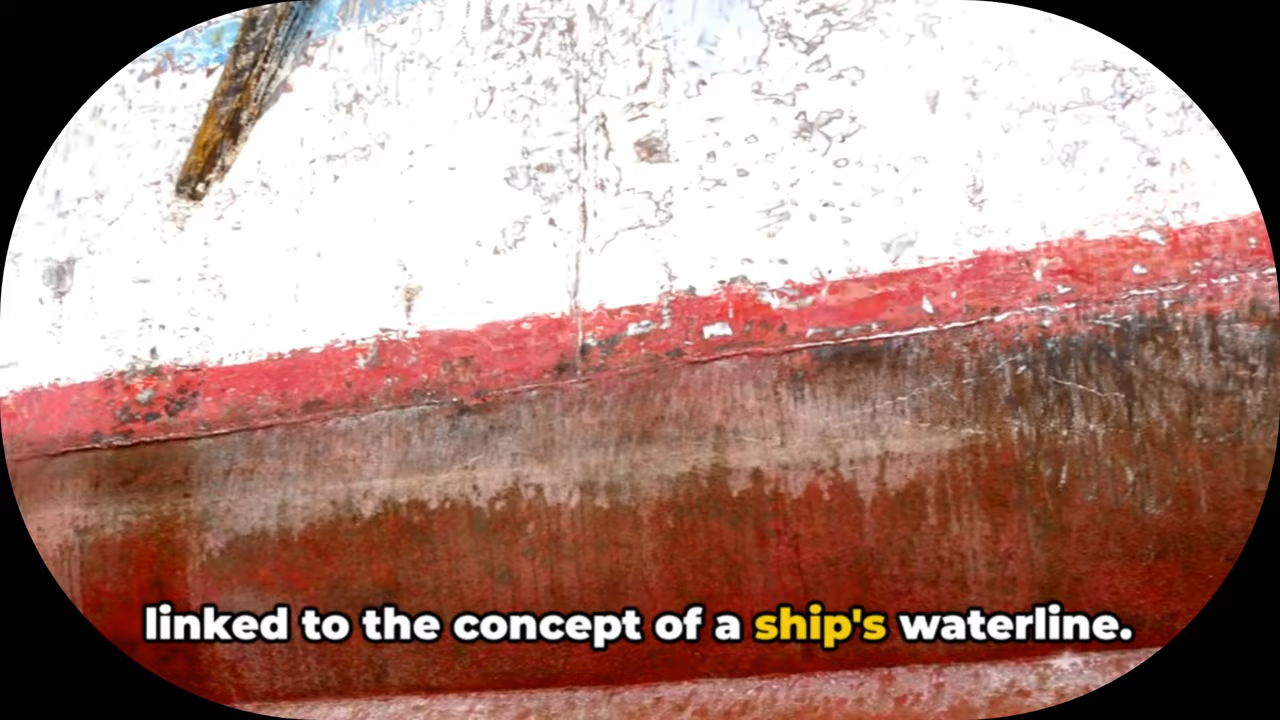 linked to the concept of a ship's waterline.